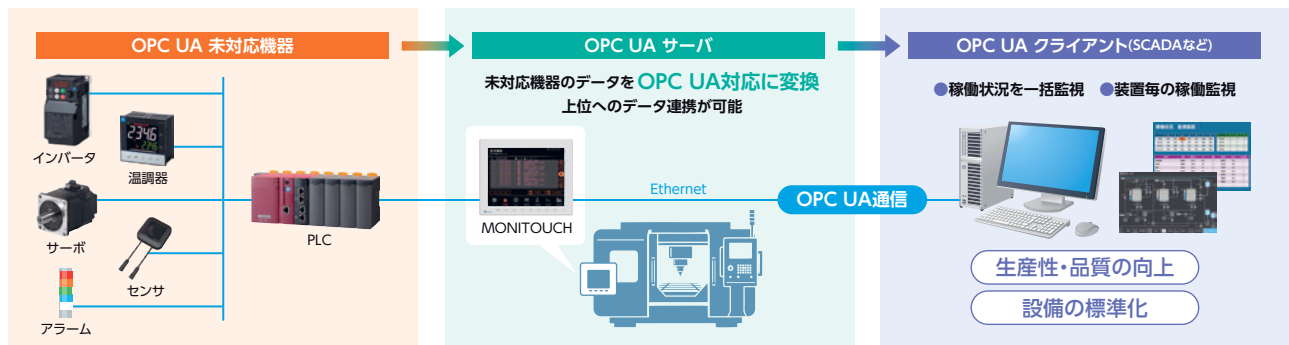 OPC UA 未対応機器
インバータ
2346
温調器
サーボ
センサ
アラーム
PLC
OPC UA サーバ
未対応機器のデータを OPC UA対応に変換
上位へのデータ連携が可能
MONITOUCH
Ethernet
OPC UA通信
OPC UA クライアント(SCADAなど)
●稼働状況を一括監視 ●装置毎の稼働監視
生産性・品質の向上
設備の標準化